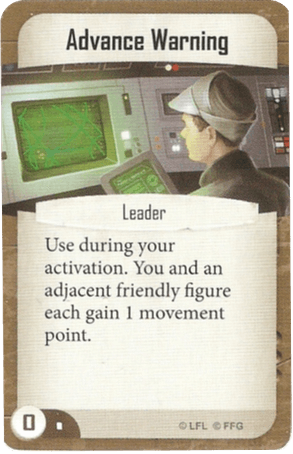 Advance Warning
Leader
Use during your
activation. You and an
adjacent friendly figure
each gain 1 movement
point.
0
© LFL © FFG